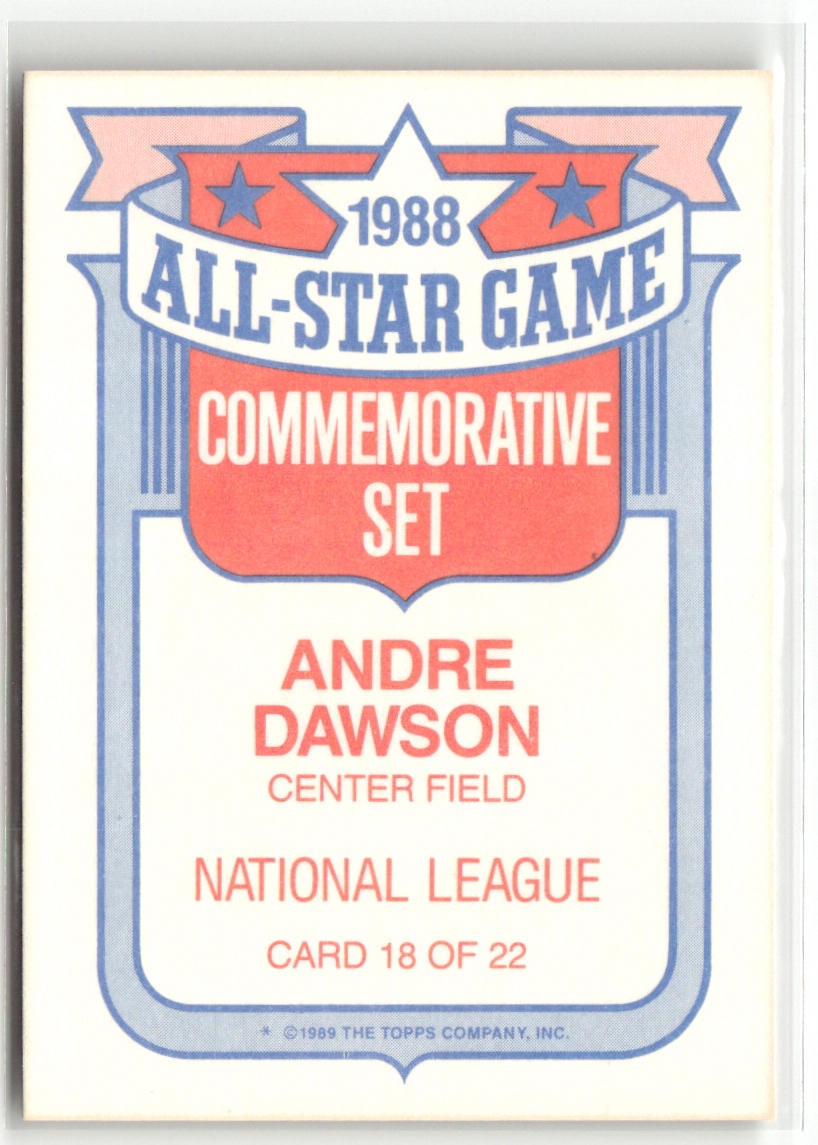 1988
ALL-STAR GAME
COMMEMORATIVE
SET
ANDRE
DAWSON
CENTER FIELD
NATIONAL LEAGUE
CARD 18 OF 22
* ©1989 THE TOPPS COMPANY, INC.